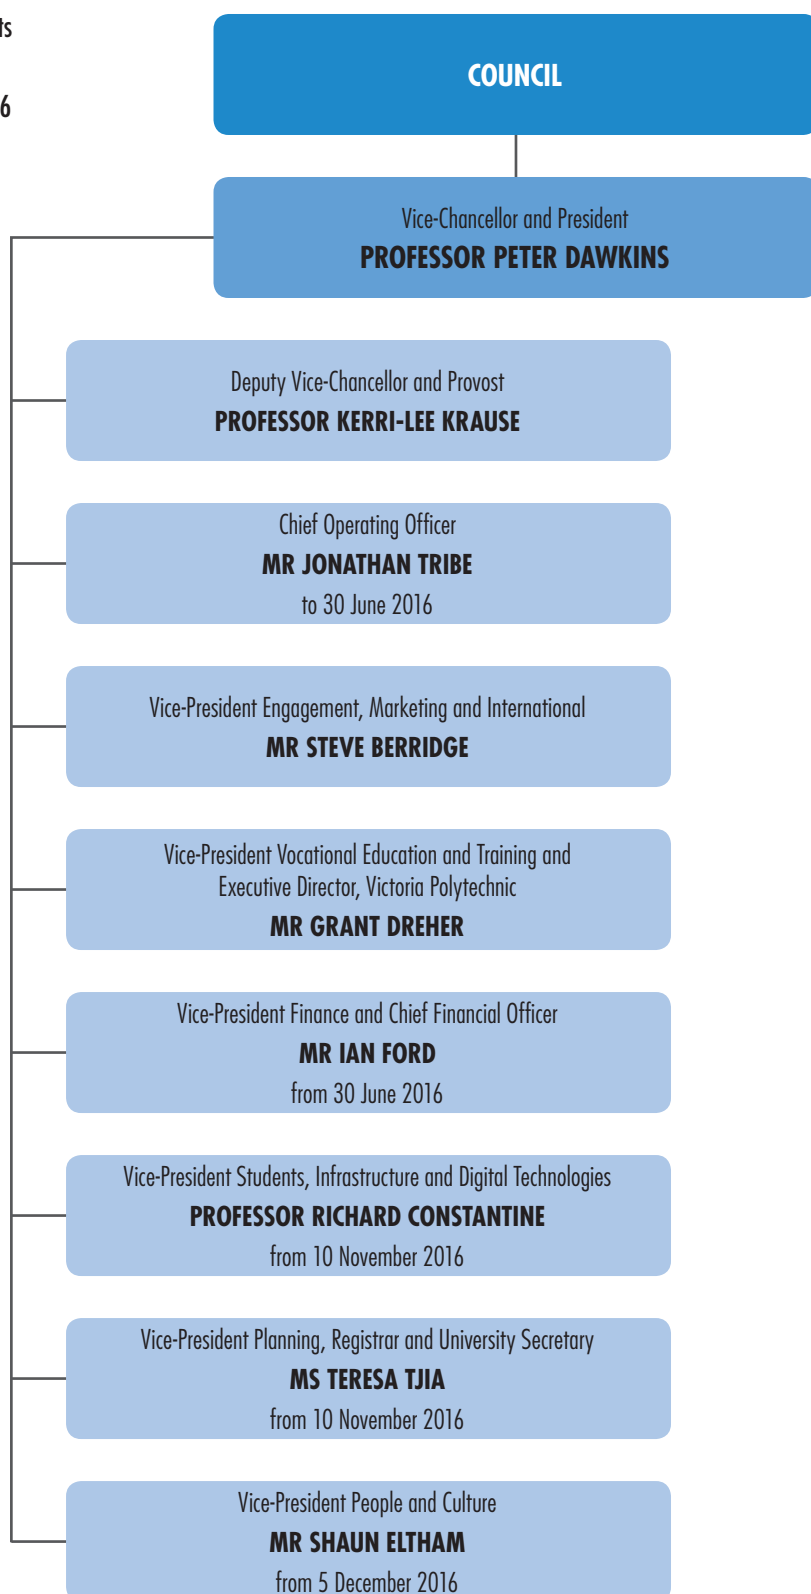 ts
6
COUNCIL
Vice-Chancellor and President
PROFESSOR PETER DAWKINS
Deputy Vice-Chancellor and Provost
PROFESSOR KERRI-LEE KRAUSE
Chief Operating Officer
MR JONATHAN TRIBE
to 30 June 2016
Vice-President Engagement, Marketing and International
MR STEVE BERRIDGE
Vice-President Vocational Education and Training and
Executive Director, Victoria Polytechnic
MR GRANT DREHER
Vice-President Finance and Chief Financial Officer
MR IAN FORD
from 30 June 2016
Vice-President Students, Infrastructure and Digital Technologies
PROFESSOR RICHARD CONSTANTINE
from 10 November 2016
Vice-President Planning, Registrar and University Secretary
MS TERESA TJIA
from 10 November 2016
Vice-President People and Culture
MR SHAUN ELTHAM
from 5 December 2016